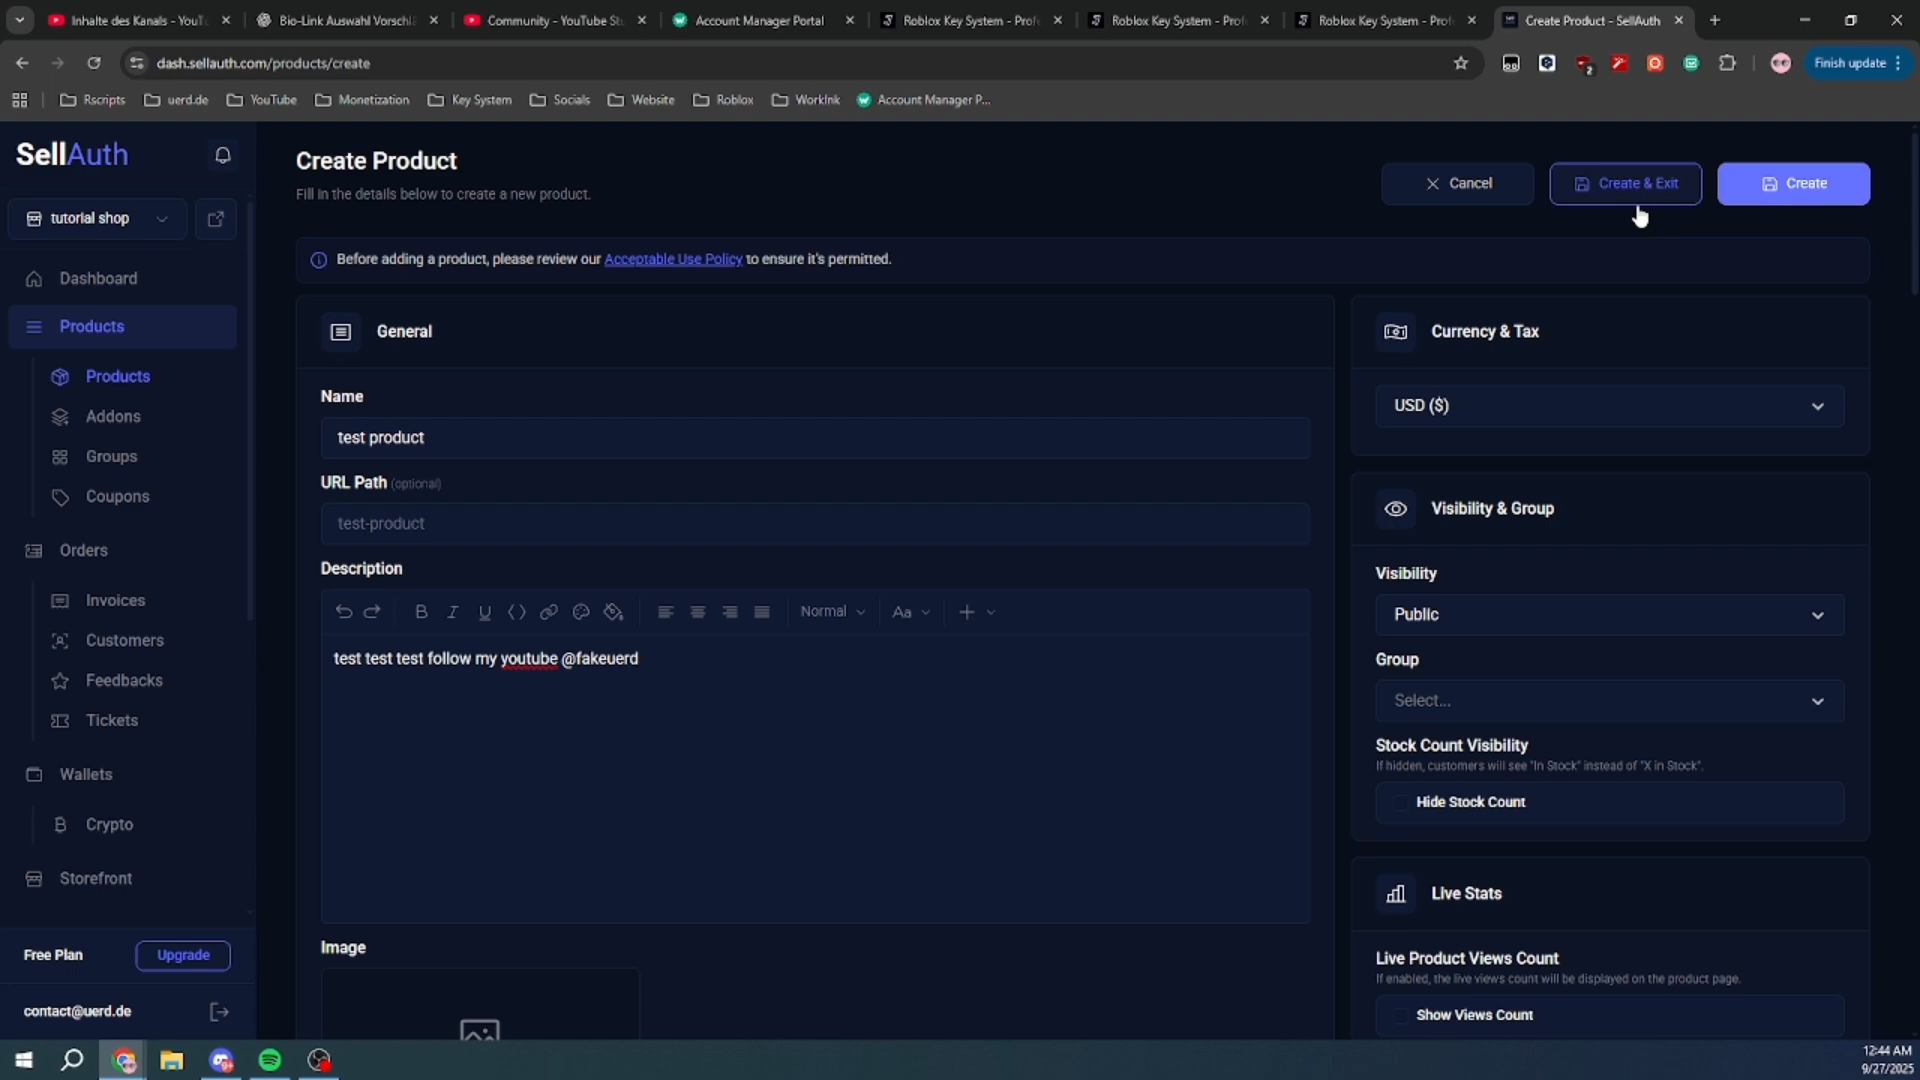 Inhalte des Kanals - YouT
Bio-Link Auswahl Vorschl
Community - YouTube St
Account Manager Portal
Roblox Key System - Prof
Roblox Key System - Prof
Roblox Key System - Prof
Create Product - SellAuth
dash.sellauth.com/products/create
2
Finish update
Rscripts
uerd.de
YouTube
Monetization
Key System
Socials
Website
Roblox
WorkInk
Account Manager P...
SellAuth
tutorial shop
Dashboard
Products
Products
Addons
Groups
Coupons
Orders
Invoices
Customers
Feedbacks
Tickets
Wallets
Crypto
Storefront
Free Plan
Upgrade
contact@uerd.de
Create Product
Fill in the details below to create a new product.
Cancel
Create & Exit
Create
Before adding a product, please review our Acceptable Use Policy to ensure it's permitted.
General
Name
test product
URL Path (optional)
test-product
Description
Normal
Aa
test test test follow my youtube @fakeuerd
Image
Currency & Tax
USD ($)
Visibility & Group
Visibility
Public
Group
Select...
Stock Count Visibility
If hidden, customers will see "In Stock" instead of "X in Stock".
Hide Stock Count
Live Stats
Live Product Views Count
If enabled, the live views count will be displayed on the product page.
Show Views Count
12:44 AM
9/27/2025